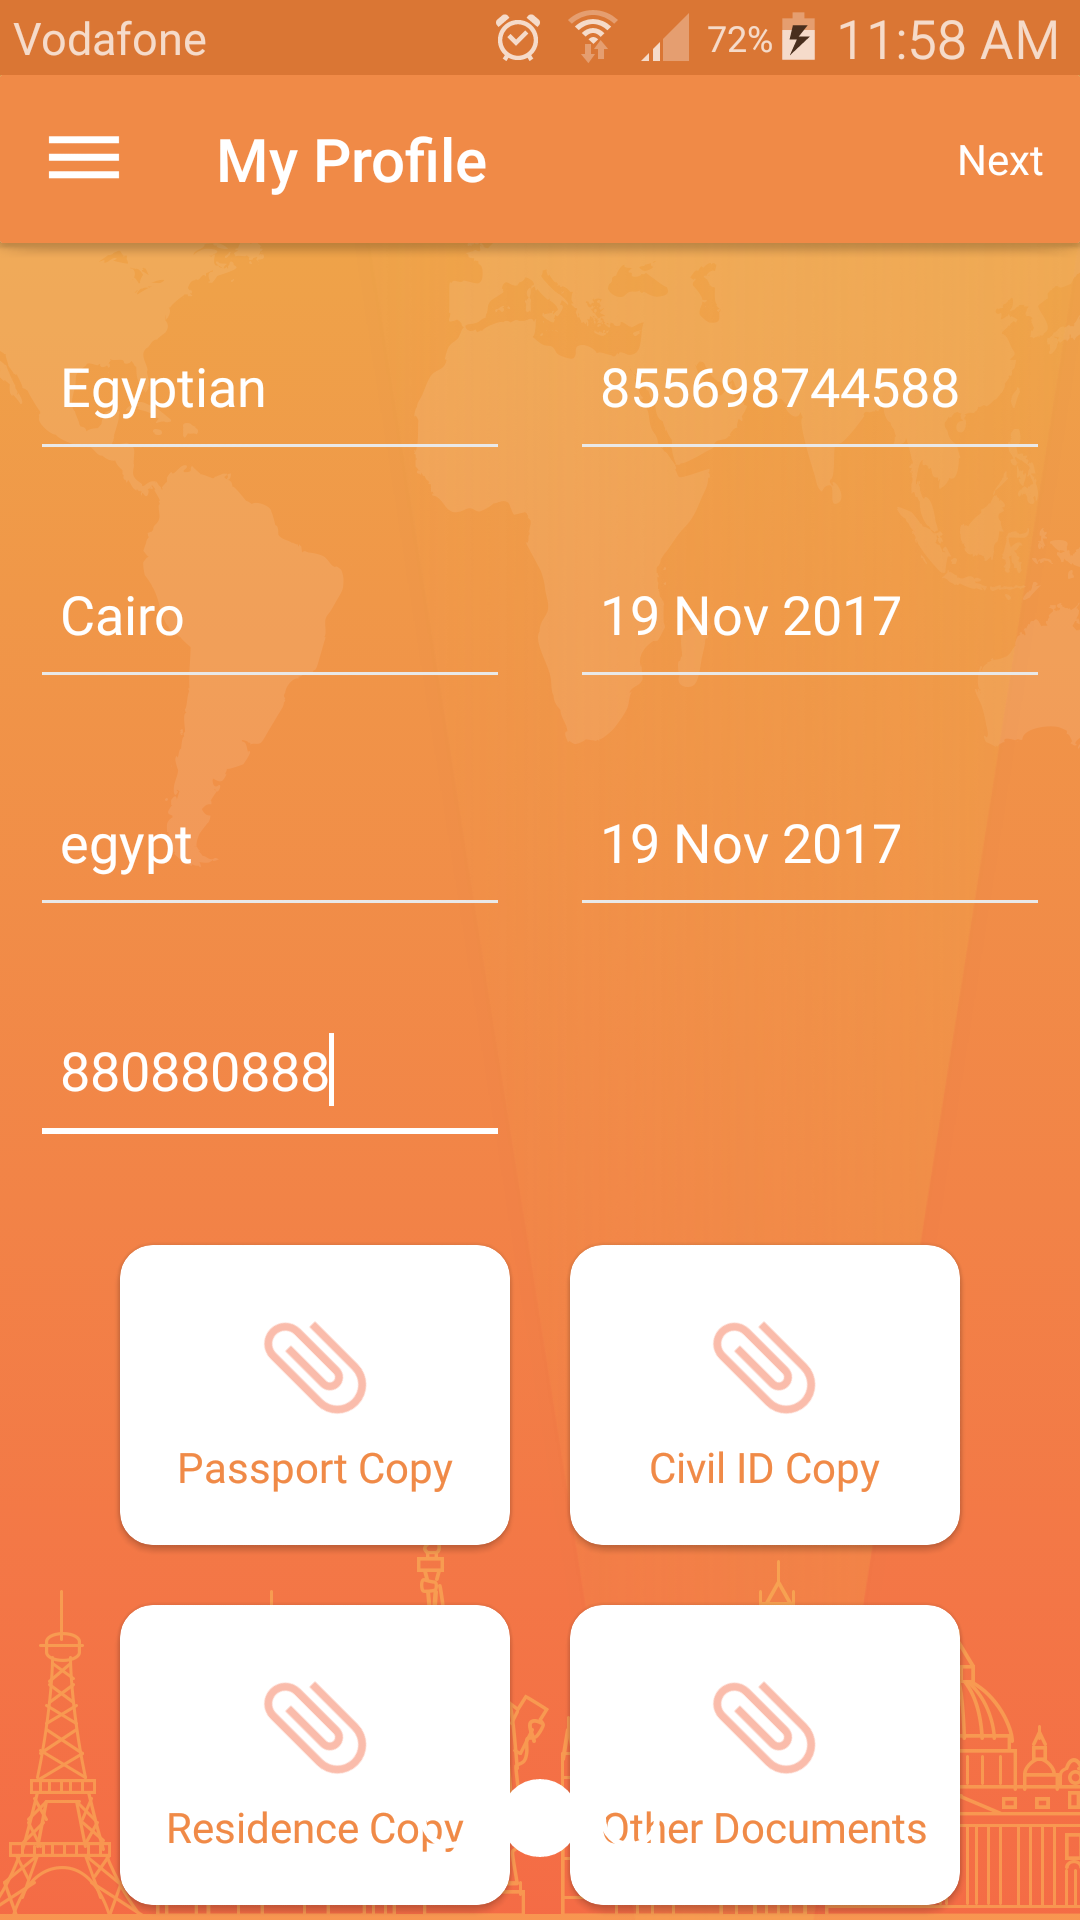 Vodafone 72% 11:58 AM
My Profile Next
Egyptian 855698744588
Cairo 19 Nov 2017
egypt 19 Nov 2017
880880888
Passport Copy Civil ID Copy
Residence Copy Other Documents